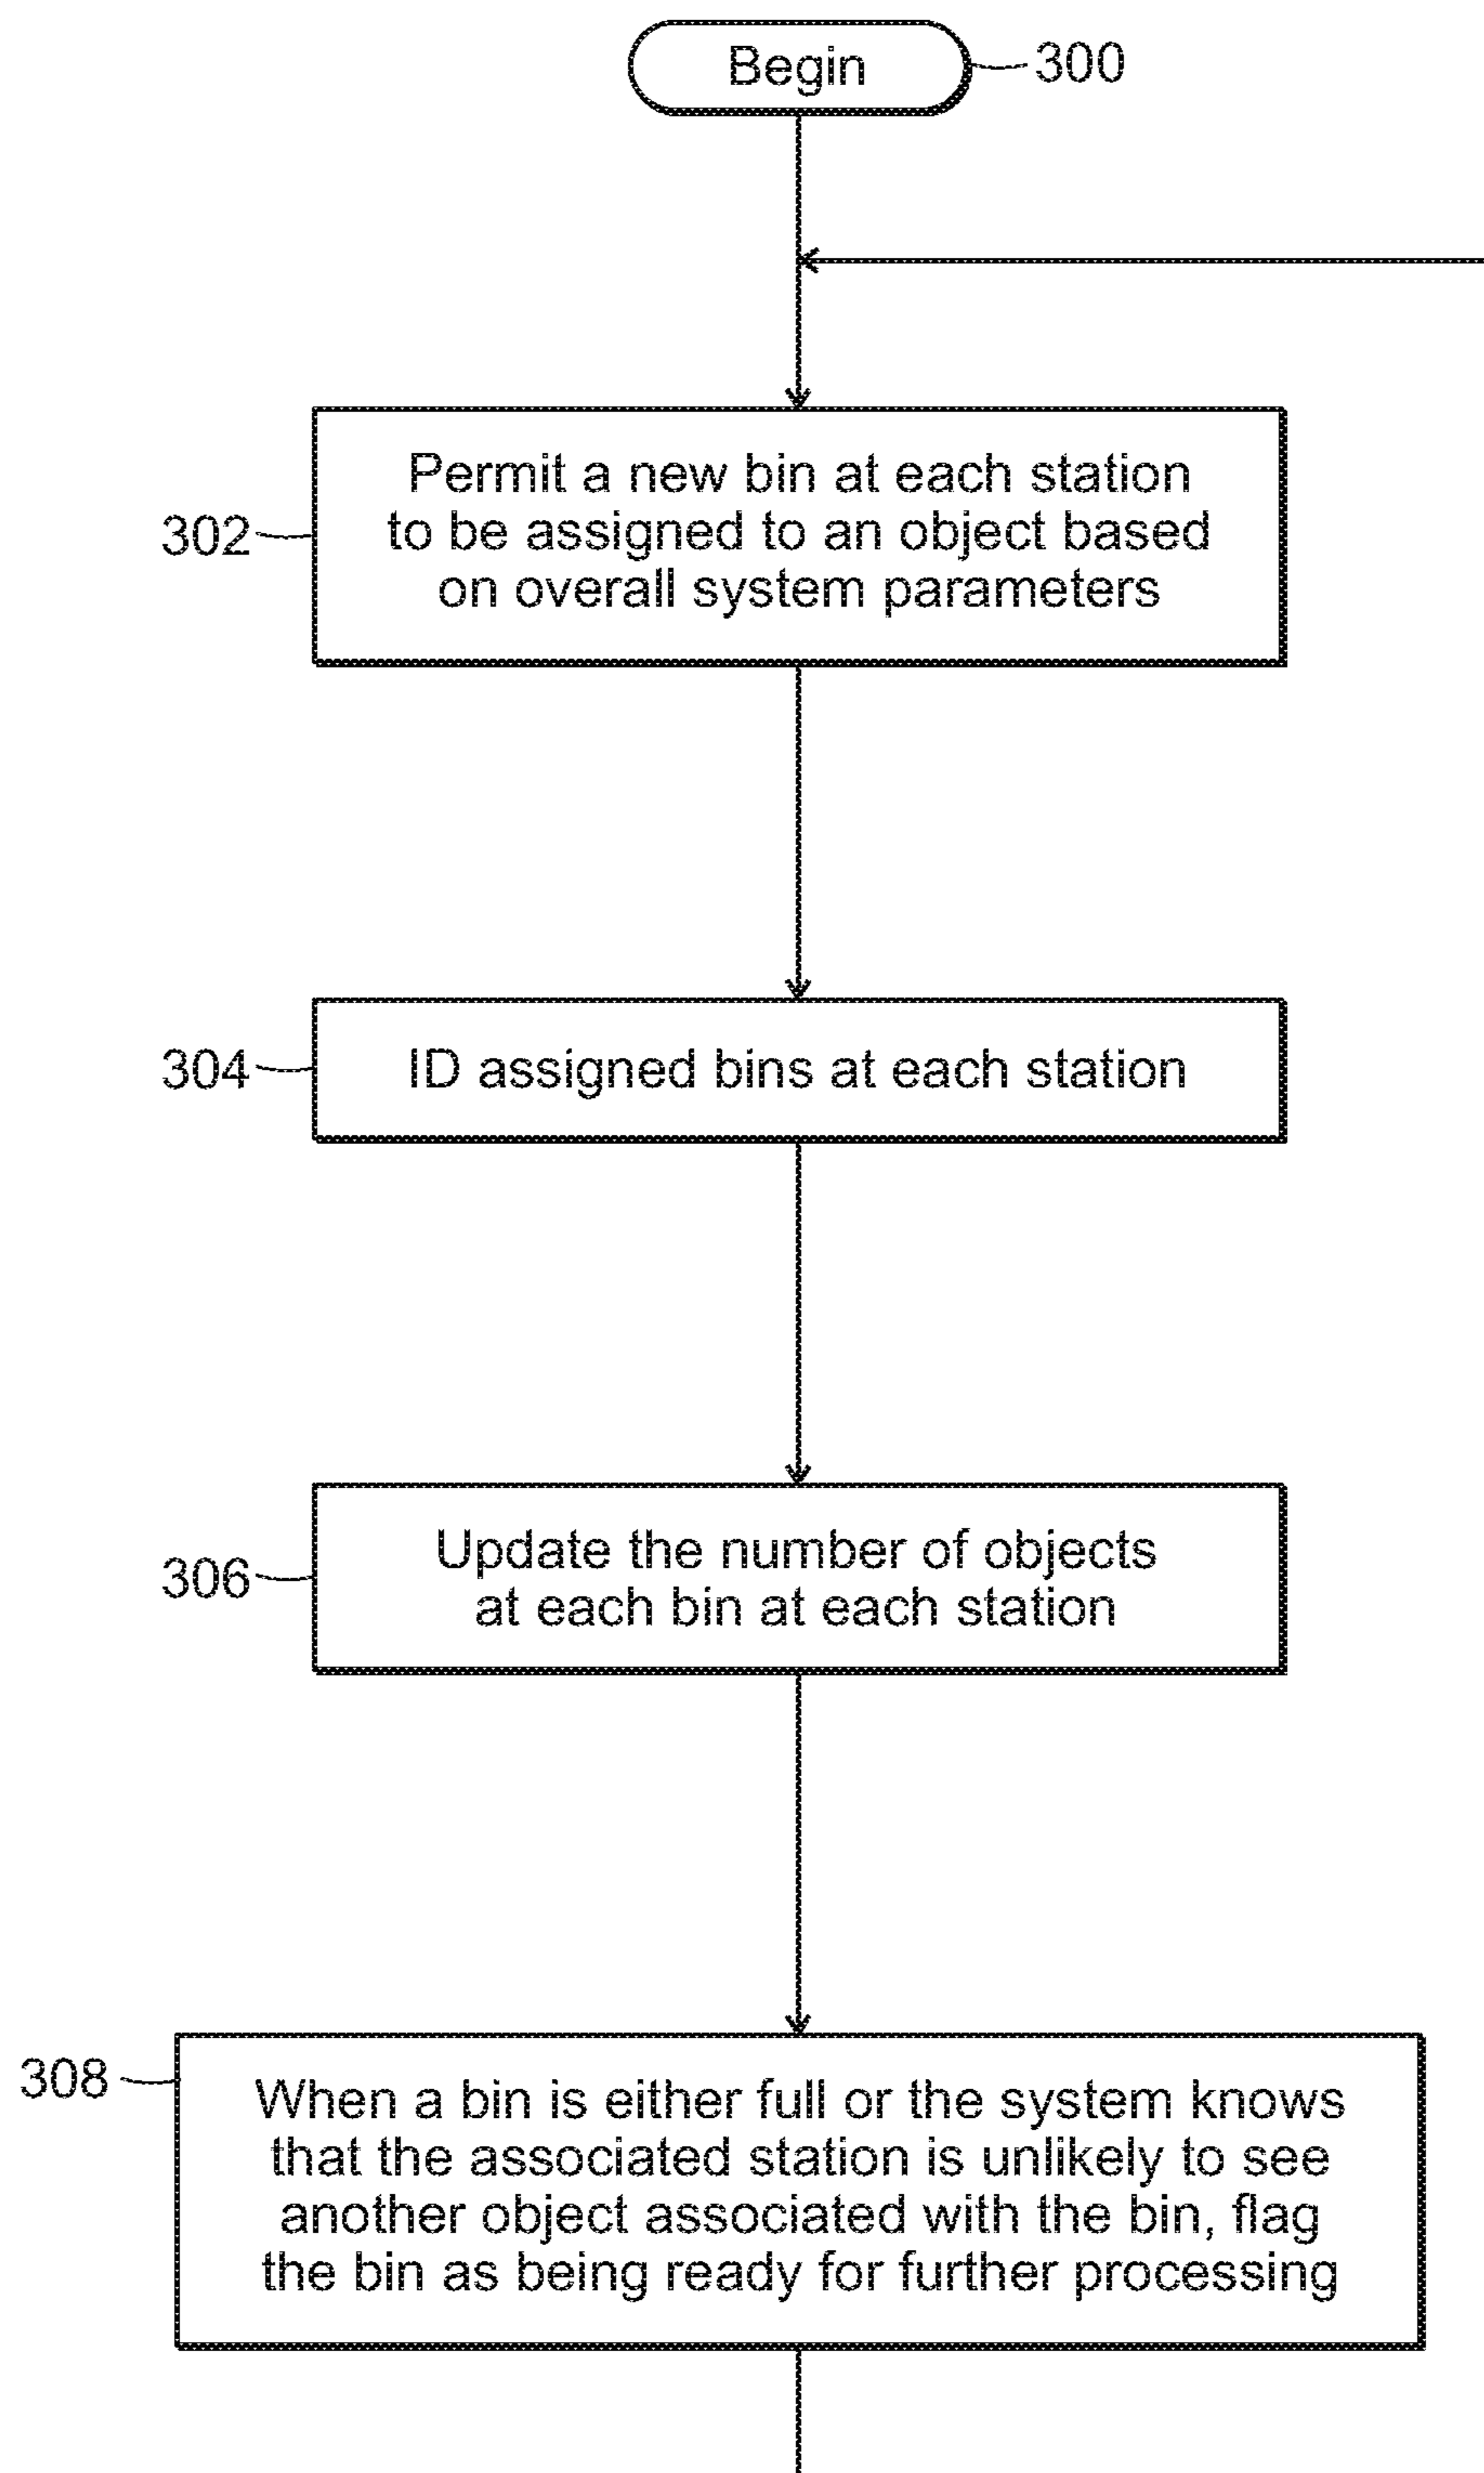 Begin
300
Permit a new bin at each station
to be assigned to an object based
on overall system parameters
302
ID assigned bins at each station
304
Update the number of objects
at each bin at each station
306
308
When a bin is either full or the system knows
that the associated station is unlikely to see
another object associated with the bin, flag
the bin as being ready for further processing